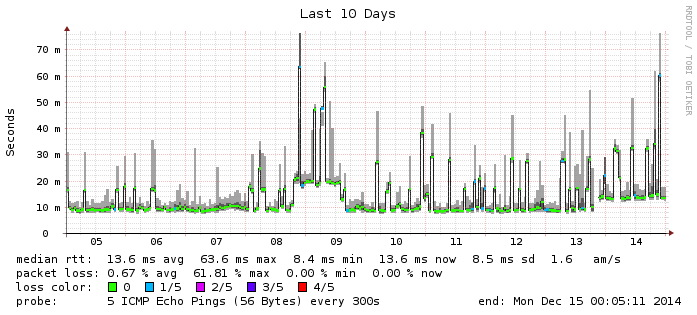 Last 10 Days
RRDTOOL / TOBI OETIKER
Seconds
70 m
60 m
50 m
40 m
30 m
20 m
10 m
0
05 06 07 08 09 10 11 12 13 14
median rtt: 13.6 ms avg 63.6 ms max 8.4 ms min 13.6 ms now 8.5 ms sd 1.6 am/s
packet loss: 0.67 % avg 61.81 % max 0.00 % min 0.00 % now
loss color: 0 1/5 2/5 3/5 4/5
probe: 5 ICMP Echo Pings (56 Bytes) every 300s end: Mon Dec 15 00:05:11 2014